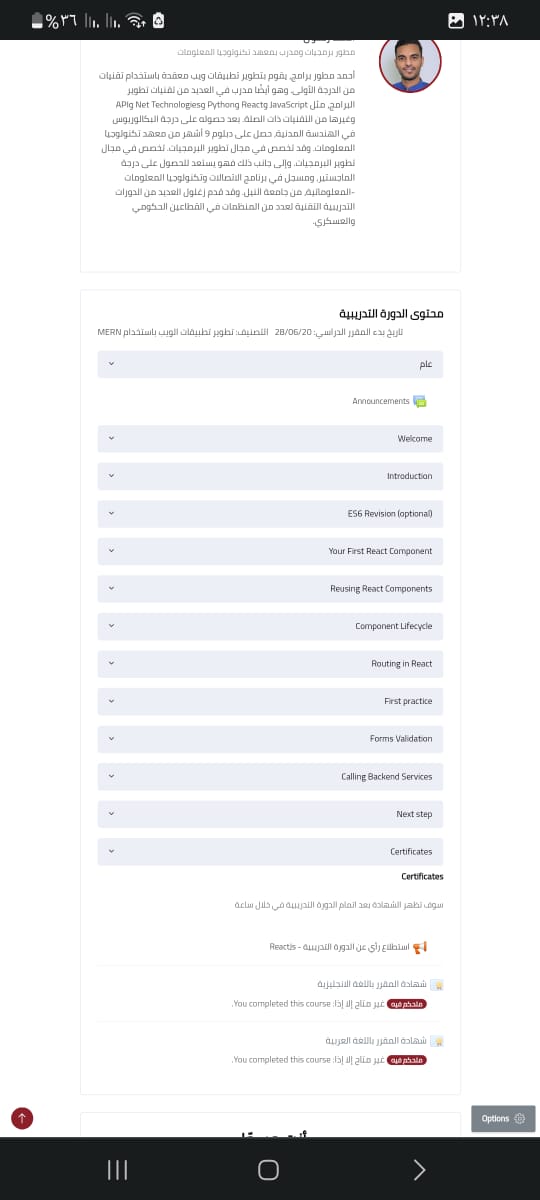 %٣٦ ١٢:٣٨
مطور برمجيات ومدرب بمعهد تكنولوجيا المعلومات
أحمد مطور برامج، يقوم بتطوير تطبيقات ويب معقدة باستخدام تقنيات
من الدرجة الأولى. وهو أيضًا مدرب في العديد من تقنيات تطوير
البرامج، مثل JavaScript وReact وPython وNet Technologies وAPI
وغيرها من التقنيات ذات الصلة. بعد حصوله على درجة البكالوريوس
في الهندسة المدنية، حصل على دبلوم 9 أشهر من معهد تكنولوجيا
المعلومات. وقد تخصص في مجال تطوير البرمجيات. تخصص في مجال
تطوير البرمجيات. وإلى جانب ذلك فهو يستعد للحصول على درجة
الماجستير. ومسجل في برنامج الاتصالات وتكنولوجيا المعلومات
-المعلوماتية، من جامعة النيل. وقد قدم زغلول العديد من الدورات
التدريبية التقنية لعدد من المنظمات في القطاعين الحكومي
والعسكري.
محتوى الدورة التدريبية
تاريخ بدء المقرر الدراسي: 28/06/20 التصنيف: تطوير تطبيقات الويب باستخدام MERN
عام
Announcements
Welcome
Introduction
ES6 Revision (optional)
Your First React Component
Reusing React Components
Component Lifecycle
Routing in React
First practice
Forms Validation
Calling Backend Services
Next step
Certificates
Certificates
سوف تظهر الشهادة بعد اتمام الدورة التدريبية في خلال ساعة
استطلاع رأي عن الدورة التدريبية - Reactjs
شهادة المقرر باللغة الانجليزية
متحكم فيه غير متاح إلا إذا: You completed this course.
شهادة المقرر باللغة العربية
متحكم فيه غير متاح إلا إذا: You completed this course.
Options